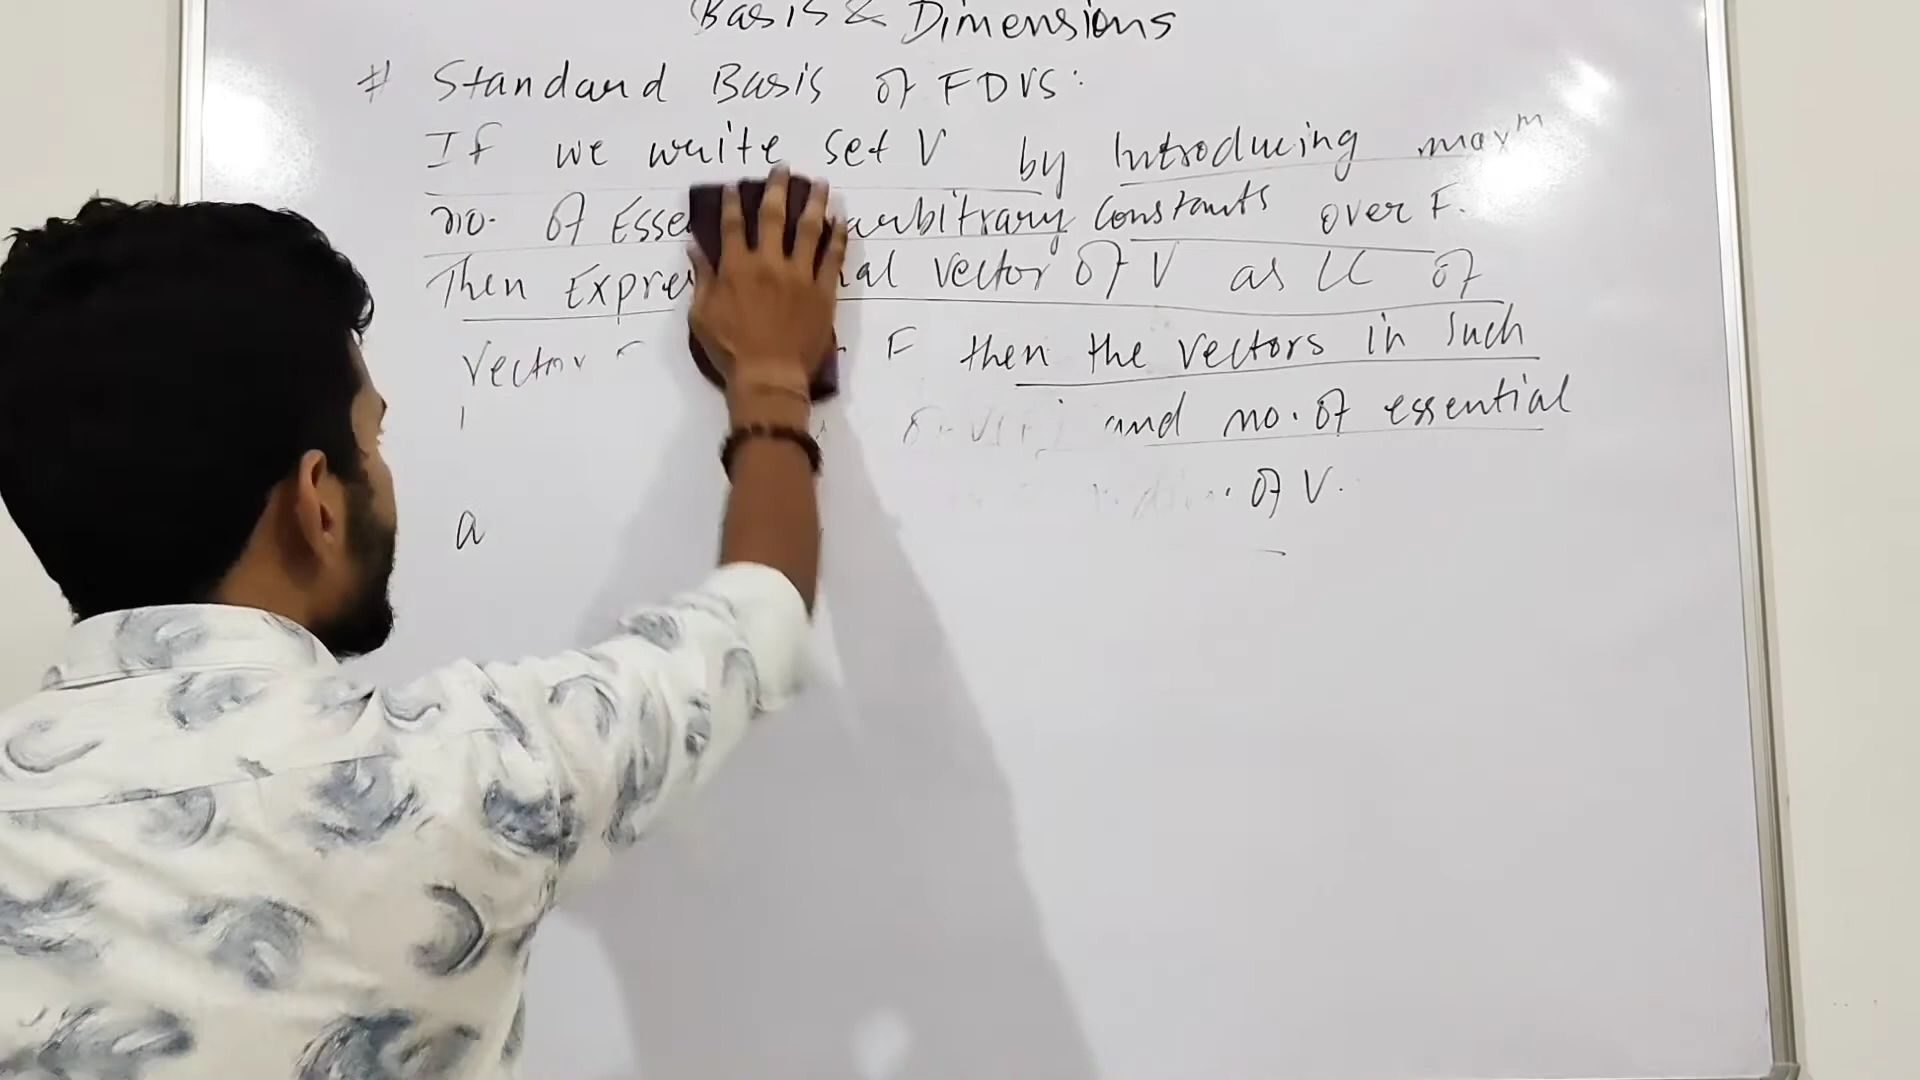 Basis & Dimensions
# Standard Basis of FDVS:
If we write set V by Introducing maxᵐ
no. of Esse arbitrary Constants over F.
Then Expre al vector of V as LC of
Vector F then the vectors in such
and no. of essential
a of V.